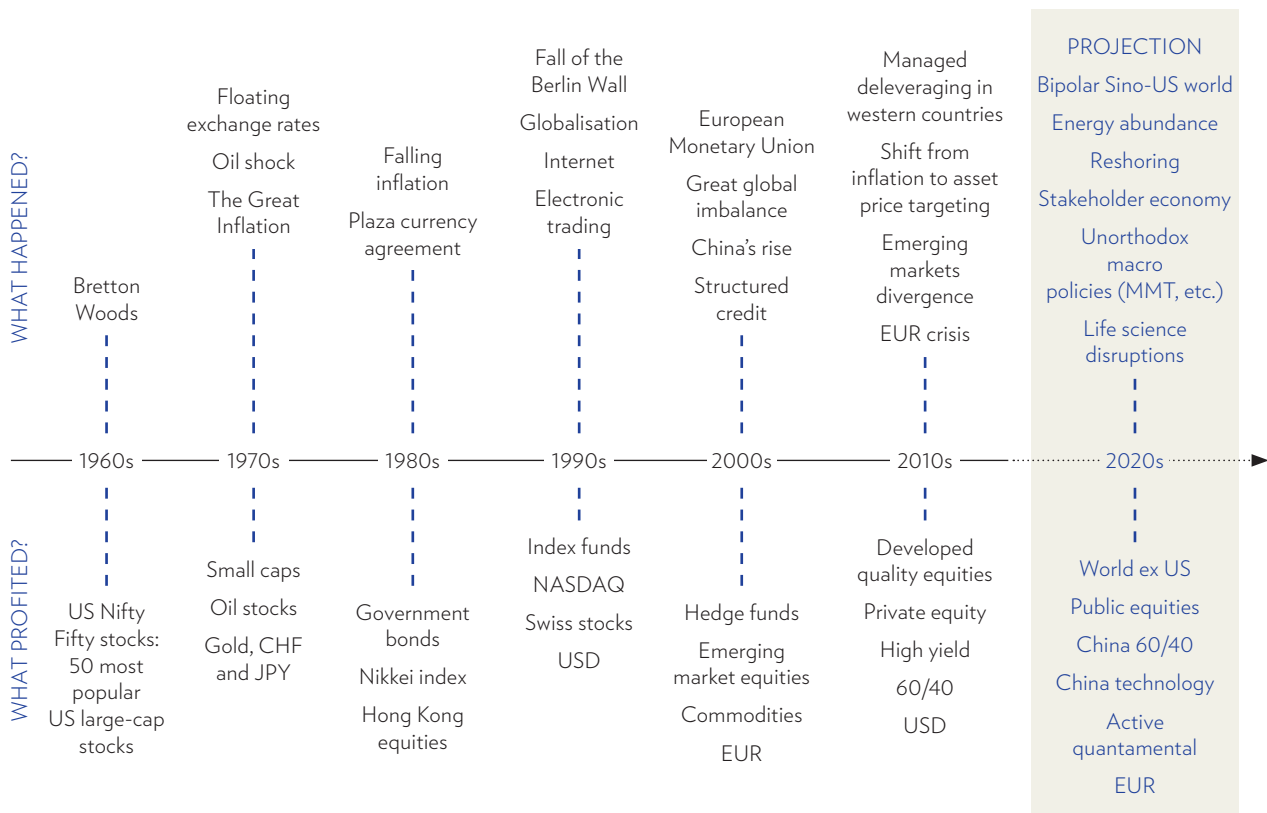 WHAT HAPPENED?
Bretton
Woods
Floating
exchange rates
Oil shock
The Great
Inflation
Falling
inflation
Plaza currency
agreement
Fall of the
Berlin Wall
Globalisation
Internet
Electronic
trading
European
Monetary Union
Great global
imbalance
China's rise
Structured
credit
Managed
deleveraging in
western countries
Shift from
inflation to asset
price targeting
Emerging
markets
divergence
EUR crisis
PROJECTION
Bipolar Sino-US world
Energy abundance
Reshoring
Stakeholder economy
Unorthodox
macro
policies (MMT, etc.)
Life science
disruptions
1960s
1970s
1980s
1990s
2000s
2010s
2020s
WHAT PROFITED?
US Nifty
Fifty stocks:
50 most
popular
US large-cap
stocks
Small caps
Oil stocks
Gold, CHF
and JPY
Government
bonds
Nikkei index
Hong Kong
equities
Index funds
NASDAQ
Swiss stocks
USD
Hedge funds
Emerging
market equities
Commodities
EUR
Developed
quality equities
Private equity
High yield
60/40
USD
World ex US
Public equities
China 60/40
China technology
Active
quantamental
EUR